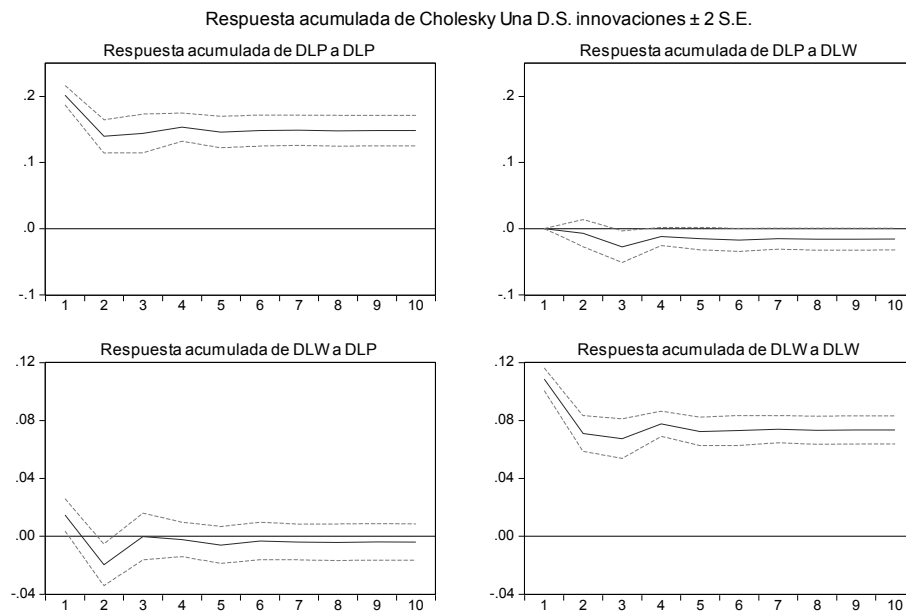 Respuesta acumulada de Cholesky Una D.S. innovaciones ± 2 S.E.
Respuesta acumulada de DLP a DLP
.2
.1
.0
-.1
1 2 3 4 5 6 7 8 9 10
Respuesta acumulada de DLP a DLW
.2
.1
.0
-.1
1 2 3 4 5 6 7 8 9 10
Respuesta acumulada de DLW a DLP
.12
.08
.04
.00
-.04
1 2 3 4 5 6 7 8 9 10
Respuesta acumulada de DLW a DLW
.12
.08
.04
.00
-.04
1 2 3 4 5 6 7 8 9 10